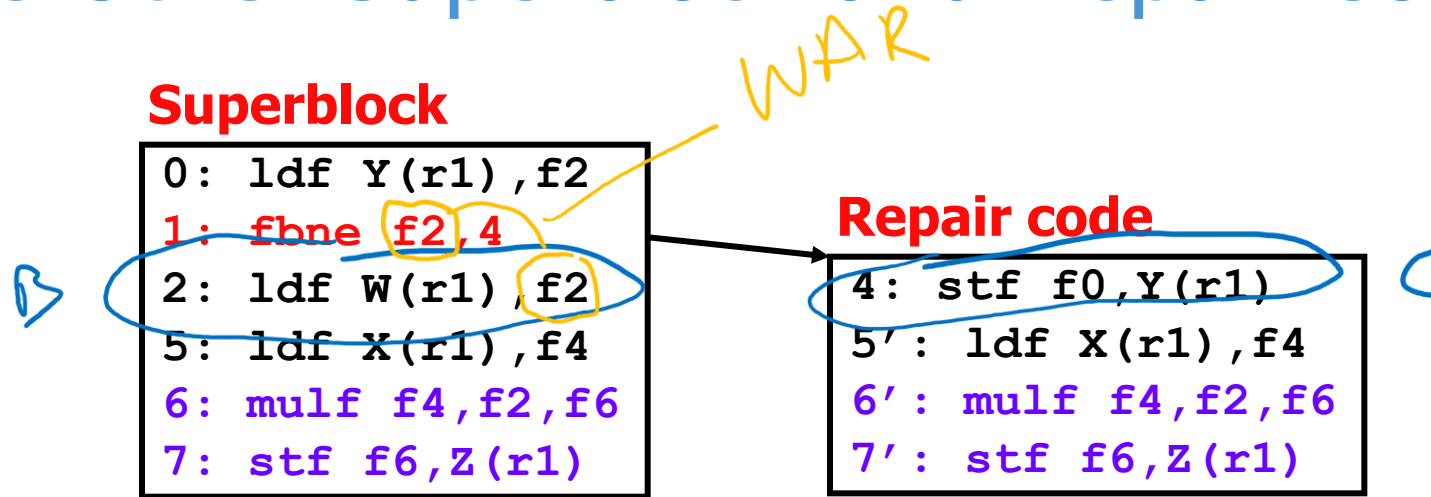 WAR
Superblock
0: ldf Y(r1),f2
1: fbne f2,4
2: ldf W(r1),f2
5: ldf X(r1),f4
6: mulf f4,f2,f6
7: stf f6,Z(r1)
B
Repair code
4: stf f0,Y(r1)
5′: ldf X(r1),f4
6′: mulf f4,f2,f6
7′: stf f6,Z(r1)